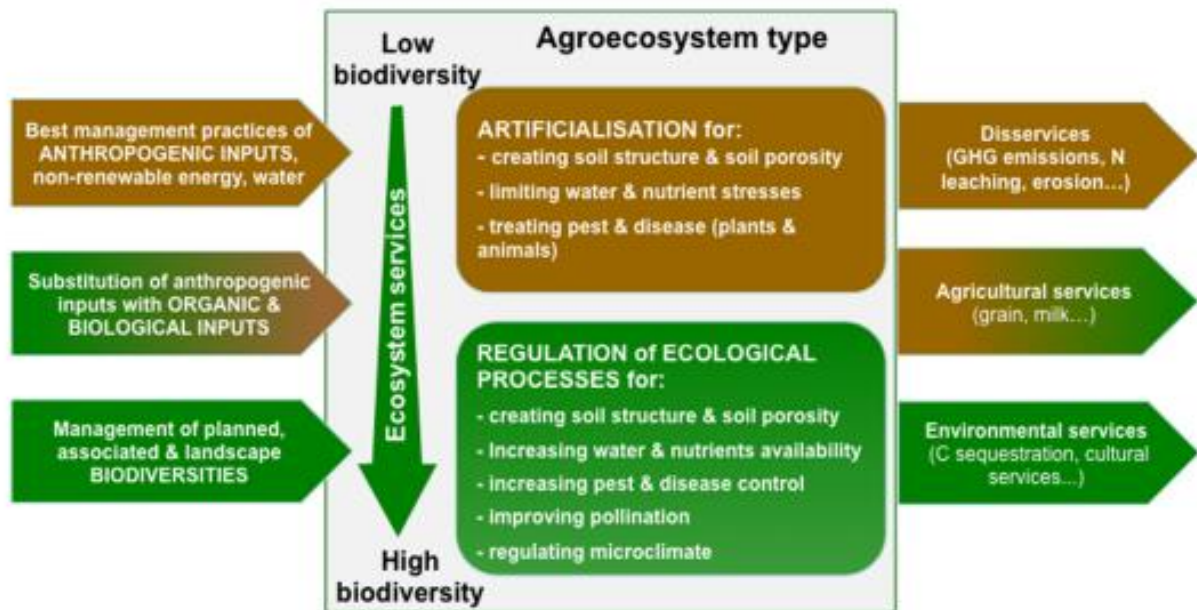 Low
biodiversity
Agroecosystem type
Best management practices of
ANTHROPOGENIC INPUTS,
non-renewable energy, water
Substitution of anthropogenic
inputs with ORGANIC &
BIOLOGICAL INPUTS
Management of planned,
associated & landscape
BIODIVERSITIES
Ecosystem services
High
biodiversity
ARTIFICIALISATION for:
- creating soil structure & soil porosity
- limiting water & nutrient stresses
- treating pest & disease (plants &
animals)
REGULATION of ECOLOGICAL
PROCESSES for:
- creating soil structure & soil porosity
- Increasing water & nutrients availability
- increasing pest & disease control
- improving pollination
- regulating microclimate
Disservices
(GHG emissions, N
leaching, erosion…)
Agricultural services
(grain, milk…)
Environmental services
(C sequestration, cultural
services...)